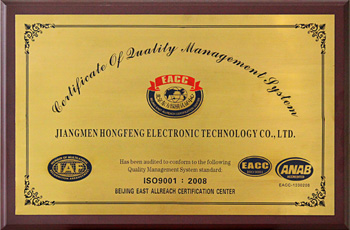 Certificate Of Quality Management System
EACC
JIANGMEN HONGFENG ELECTRONIC TECHNOLOGY CO., LTD.
Has been audited to conform to the following
Quality Management System standard
ISO9001 : 2008
BEIJING EAST ALLREACH CERTIFICATION CENTER
IAF
EACC
ANAB
ACCREDITED